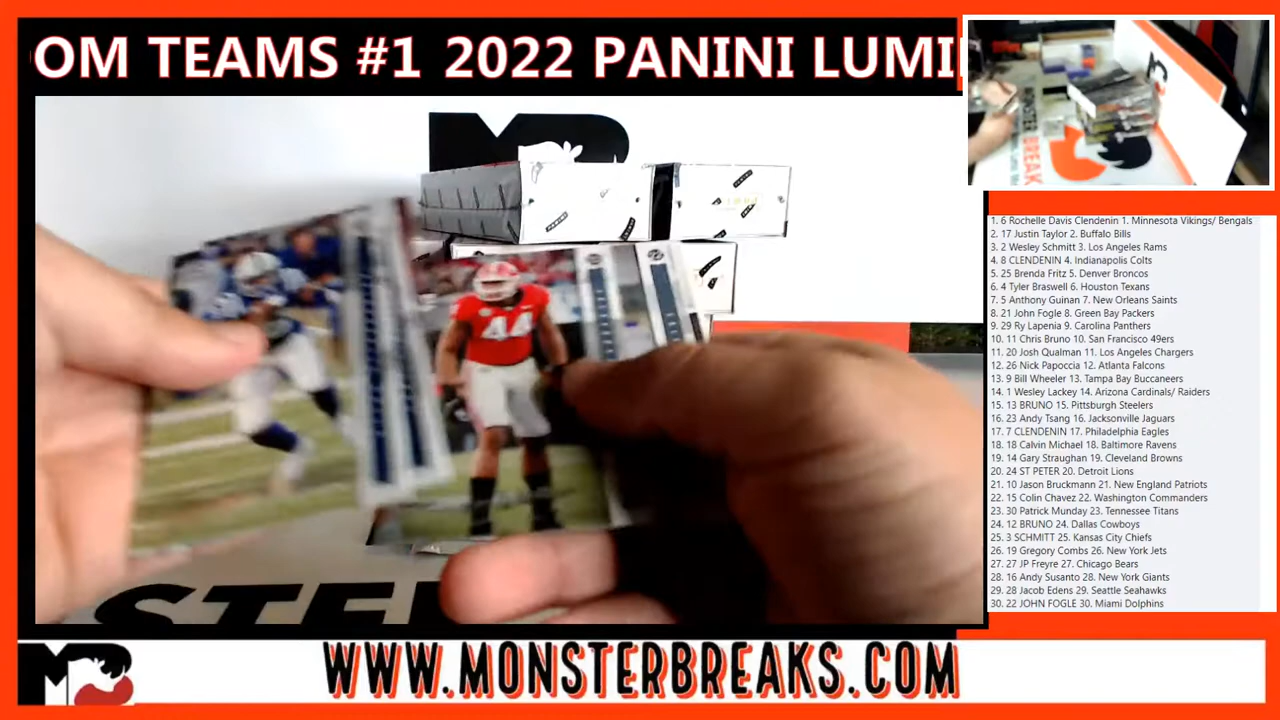 OM TEAMS #1 2022 PANINI LUMI
1. 6 Rochelle Davis Clendenin 1. Minnesota Vikings/ Bengals
2. 17 Justin Taylor 2. Buffalo Bills
3. 2 Wesley Schmitt 3. Los Angeles Rams
4. 8 CLENDENIN 4. Indianapolis Colts
5. 25 Brenda Fritz 5. Denver Broncos
6. 4 Tyler Braswell 6. Houston Texans
7. 5 Anthony Guinan 7. New Orleans Saints
8. 21 John Fogle 8. Green Bay Packers
9. 29 Ry Lapenia 9. Carolina Panthers
10. 11 Chris Bruno 10. San Francisco 49ers
11. 20 Josh Qualman 11. Los Angeles Chargers
12. 26 Nick Papoccia 12. Atlanta Falcons
13. 9 Bill Wheeler 13. Tampa Bay Buccaneers
14. 1 Wesley Lackey 14. Arizona Cardinals/ Raiders
15. 13 BRUNO 15. Pittsburgh Steelers
16. 23 Andy Tsang 16. Jacksonville Jaguars
17. 7 CLENDENIN 17. Philadelphia Eagles
18. 18 Calvin Michael 18. Baltimore Ravens
19. 14 Gary Straughan 19. Cleveland Browns
20. 24 ST PETER 20. Detroit Lions
21. 10 Jason Bruckmann 21. New England Patriots
22. 15 Colin Chavez 22. Washington Commanders
23. 30 Patrick Munday 23. Tennessee Titans
24. 12 BRUNO 24. Dallas Cowboys
25. 3 SCHMITT 25. Kansas City Chiefs
26. 19 Gregory Combs 26. New York Jets
27. 27 JP Freyre 27. Chicago Bears
28. 16 Andy Susanto 28. New York Giants
29. 28 Jacob Edens 29. Seattle Seahawks
30. 22 JOHN FOGLE 30. Miami Dolphins
MONSTER BREAK
44
STE
WWW.MONSTERBREAKS.COM